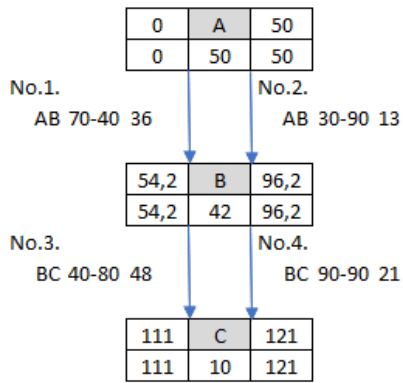 0 A 50
0 50 50
No.1. No.2.
AB 70-40 36 AB 30-90 13
54,2 B 96,2
54,2 42 96,2
No.3. No.4.
BC 40-80 48 BC 90-90 21
111 C 121
111 10 121